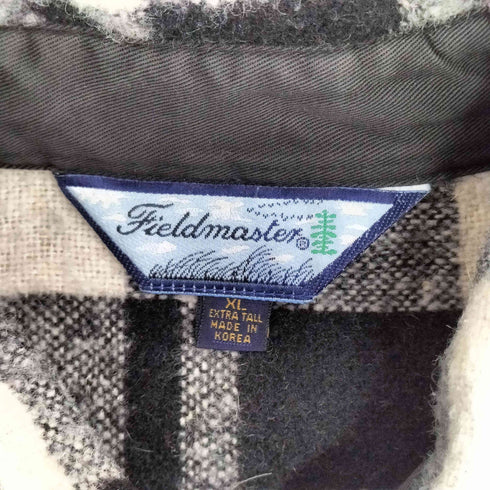 Fieldmaster®
XL
EXTRA TALL
MADE IN
KOREA